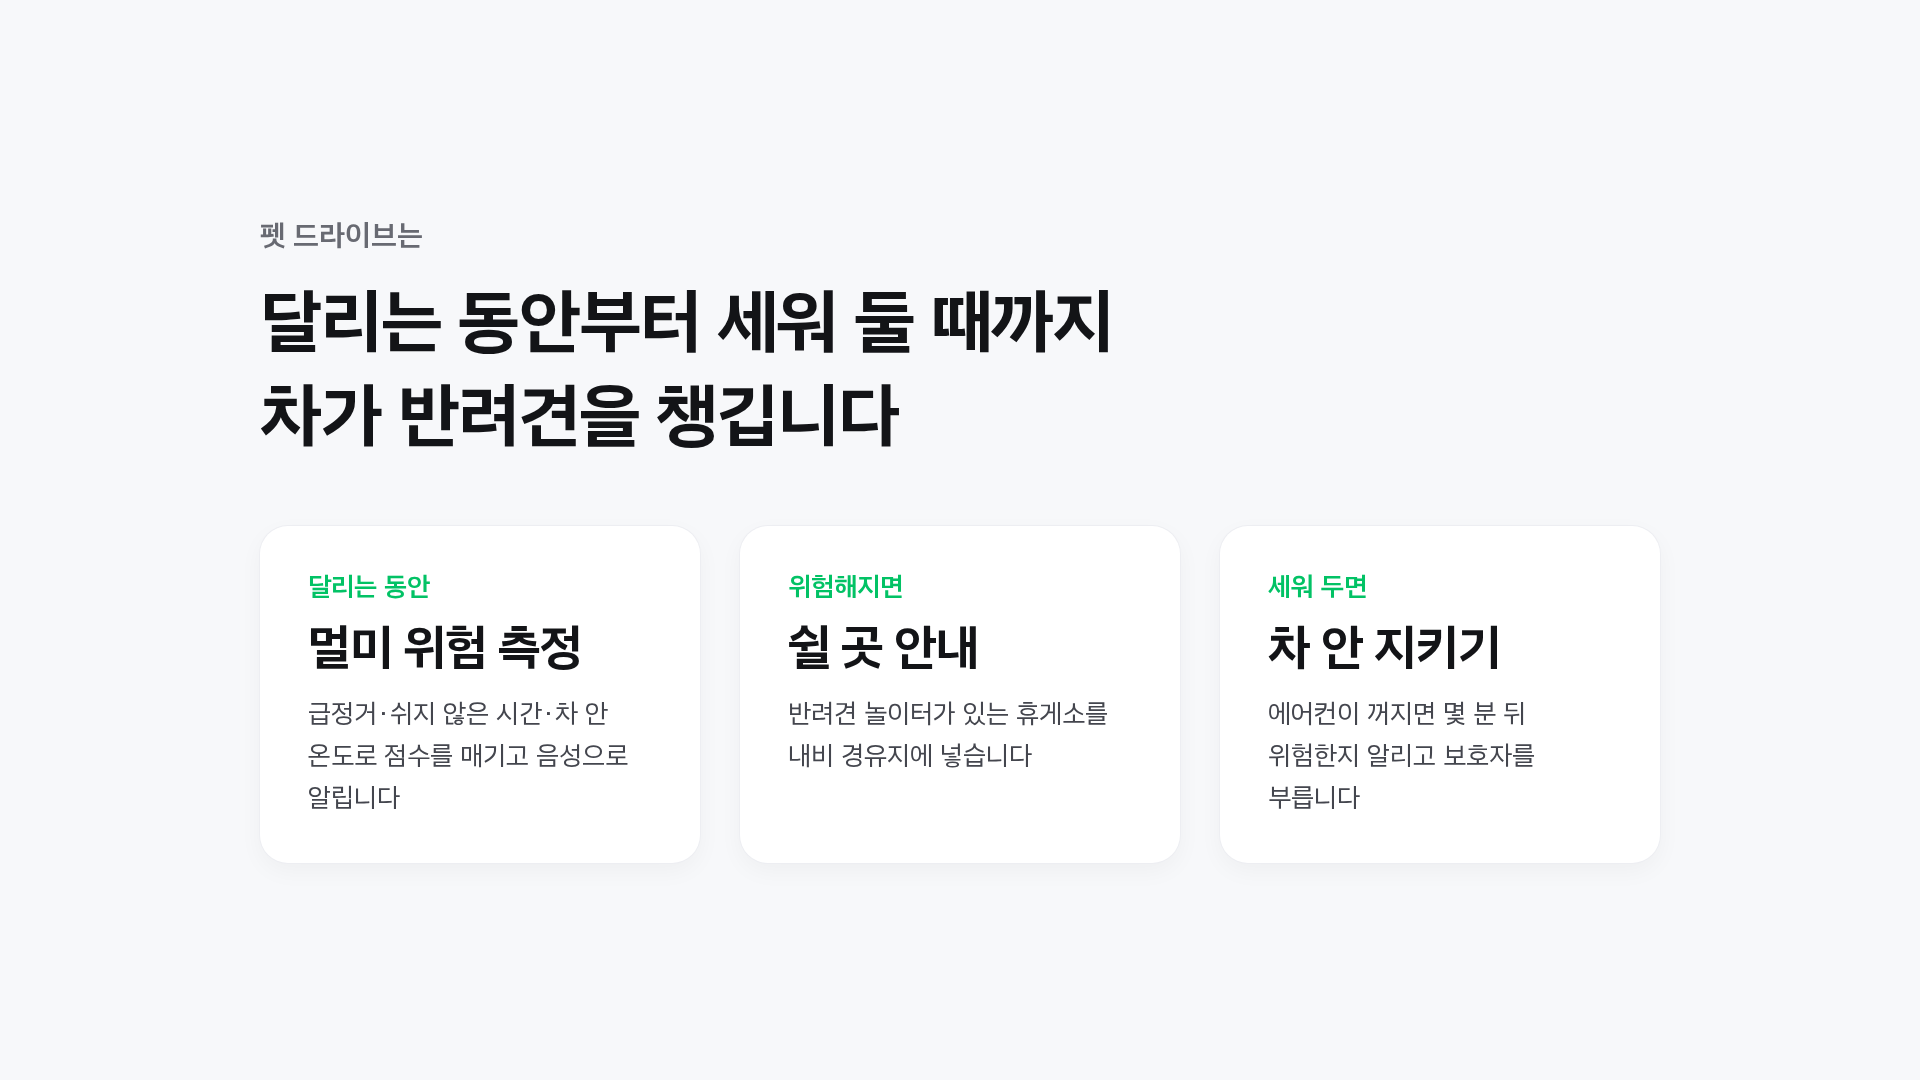 펫 드라이브는
달리는 동안부터 세워 둘 때까지
차가 반려견을 챙깁니다
달리는 동안
멀미 위험 측정
급정거·쉬지 않은 시간·차 안
온도로 점수를 매기고 음성으로
알립니다
위험해지면
쉴 곳 안내
반려견 놀이터가 있는 휴게소를
내비 경유지에 넣습니다
세워 두면
차 안 지키기
에어컨이 꺼지면 몇 분 뒤
위험한지 알리고 보호자를
부릅니다